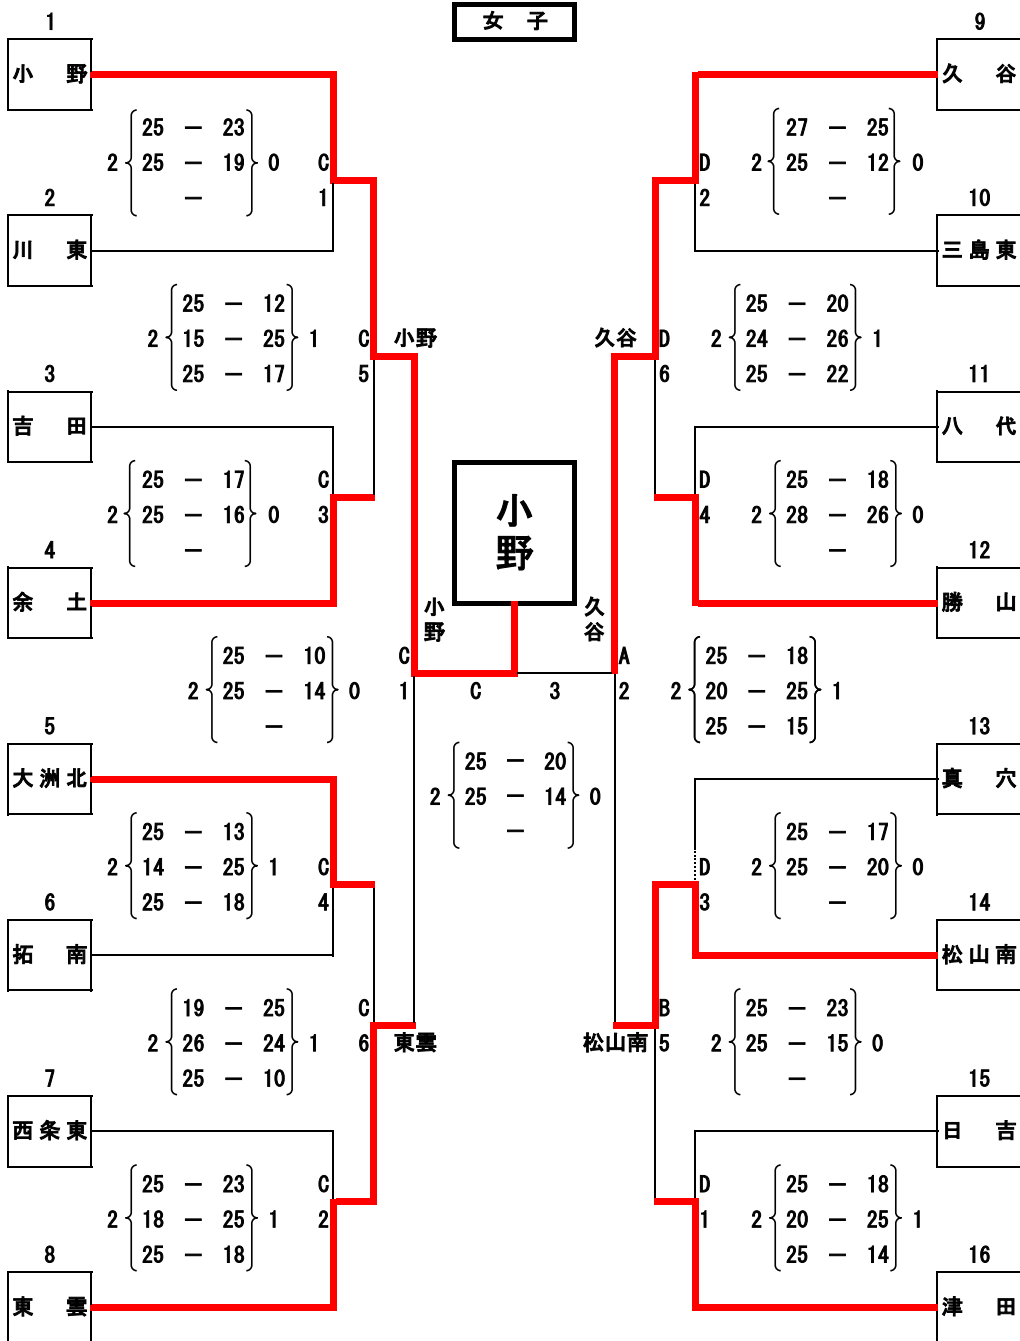 女 子
1
小 野
25 — 23
2 25 — 19 0 C
— 1
2
川 東
25 — 12
2 15 — 25 1 C 小野
25 — 17 5
3
吉 田
25 — 17 C
2 25 — 16 0 3
—
4
余 土
小野
25 — 10 C
2 25 — 14 0 1
—
5
大洲北
25 — 13
2 14 — 25 1 C
25 — 18 4
6
拓 南
19 — 25 C
2 26 — 24 1 6 東雲
25 — 10
7
西条東
25 — 23 C
2 18 — 25 1 2
25 — 18
8
東 雲
小野
C 3
25 — 20
2 25 — 14 0
—
9
久 谷
27 — 25
D 2 25 — 12 0
2 —
10
三島東
25 — 20
久谷 D 2 24 — 26 1
6 25 — 22
11
八 代
D 25 — 18
4 2 28 — 26 0
—
12
勝 山
久谷
A 25 — 18
2 2 20 — 25 1
25 — 15
13
真 穴
25 — 17
D 2 25 — 20 0
3 —
14
松山南
B 25 — 23
松山南 5 2 25 — 15 0
—
15
日 吉
D 25 — 18
1 2 20 — 25 1
25 — 14
16
津 田